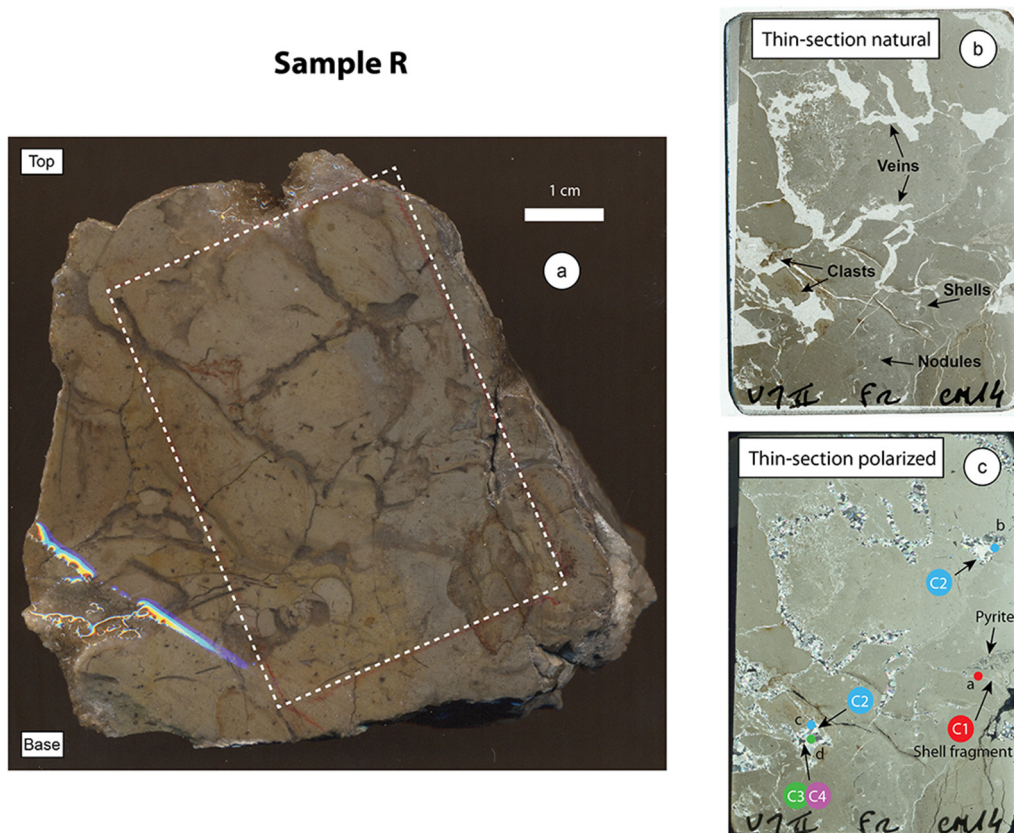 Sample R
Top
1 cm
a
Base
Thin-section natural
b
Veins
Clasts
Shells
Nodules
Thin-section polarized
c
b
C2
Pyrite
a
C1
Shell fragment
C2
c
d
C3 C4